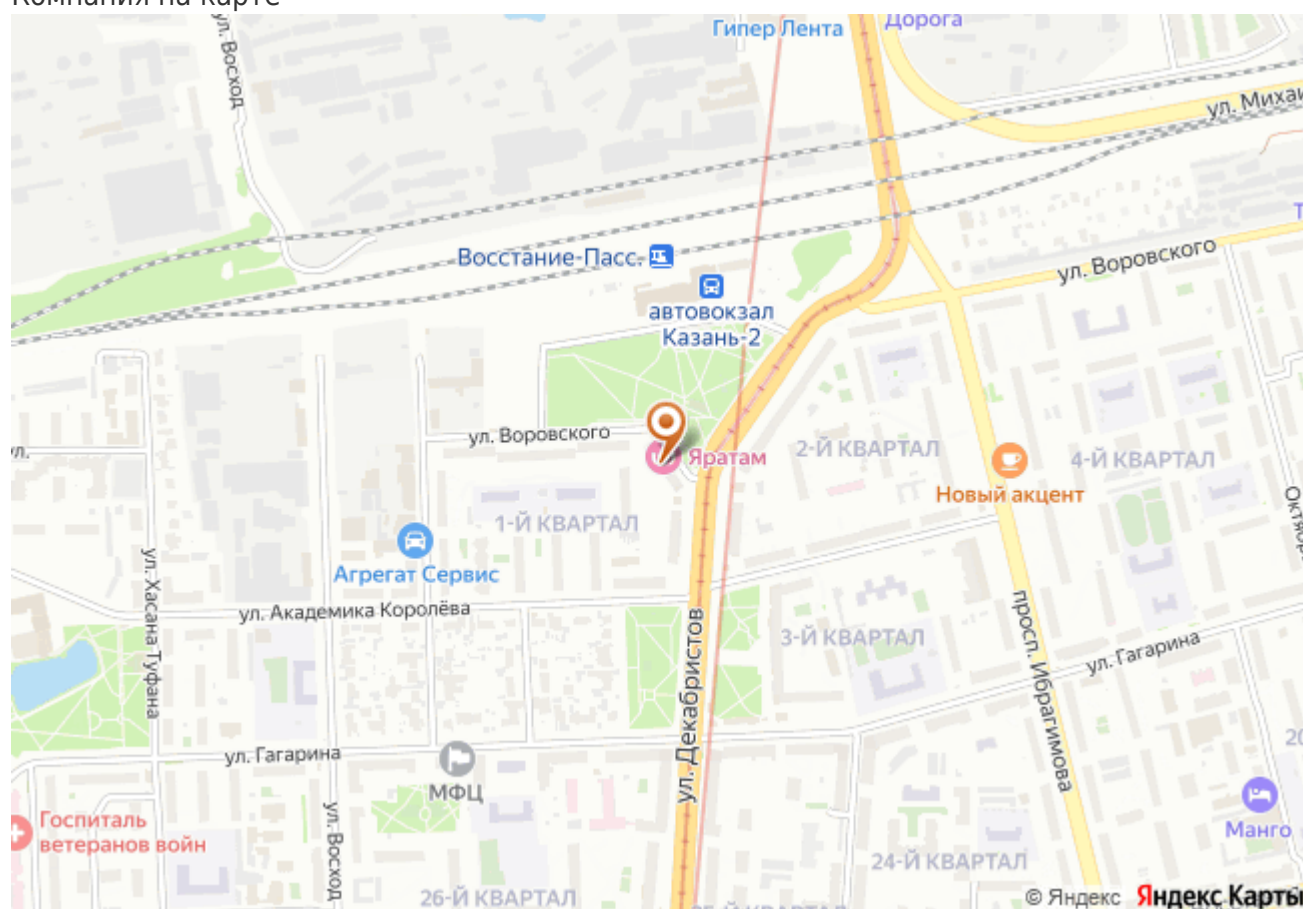 Компания на карте
ул. Восход
Гипер Лента
Дорога
ул. Михаи
Восстание-Пасс.
автовокзал
Казань-2
ул. Воровского
ул. Воровского
Яратам
2-Й КВАРТАЛ
4-Й КВАРТАЛ
Новый акцент
1-Й КВАРТАЛ
Агрегат Сервис
ул. Хасана Туфана
ул. Академика Королёва
3-Й КВАРТАЛ
ул. Декабристов
просп. Ибрагимова
ул. Гагарина
ул. Гагарина
МФЦ
ул. Восход
Госпиталь
ветеранов войн
Манго
24-Й КВАРТАЛ
26-Й КВАРТАЛ
© Яндекс Яндекс Карты